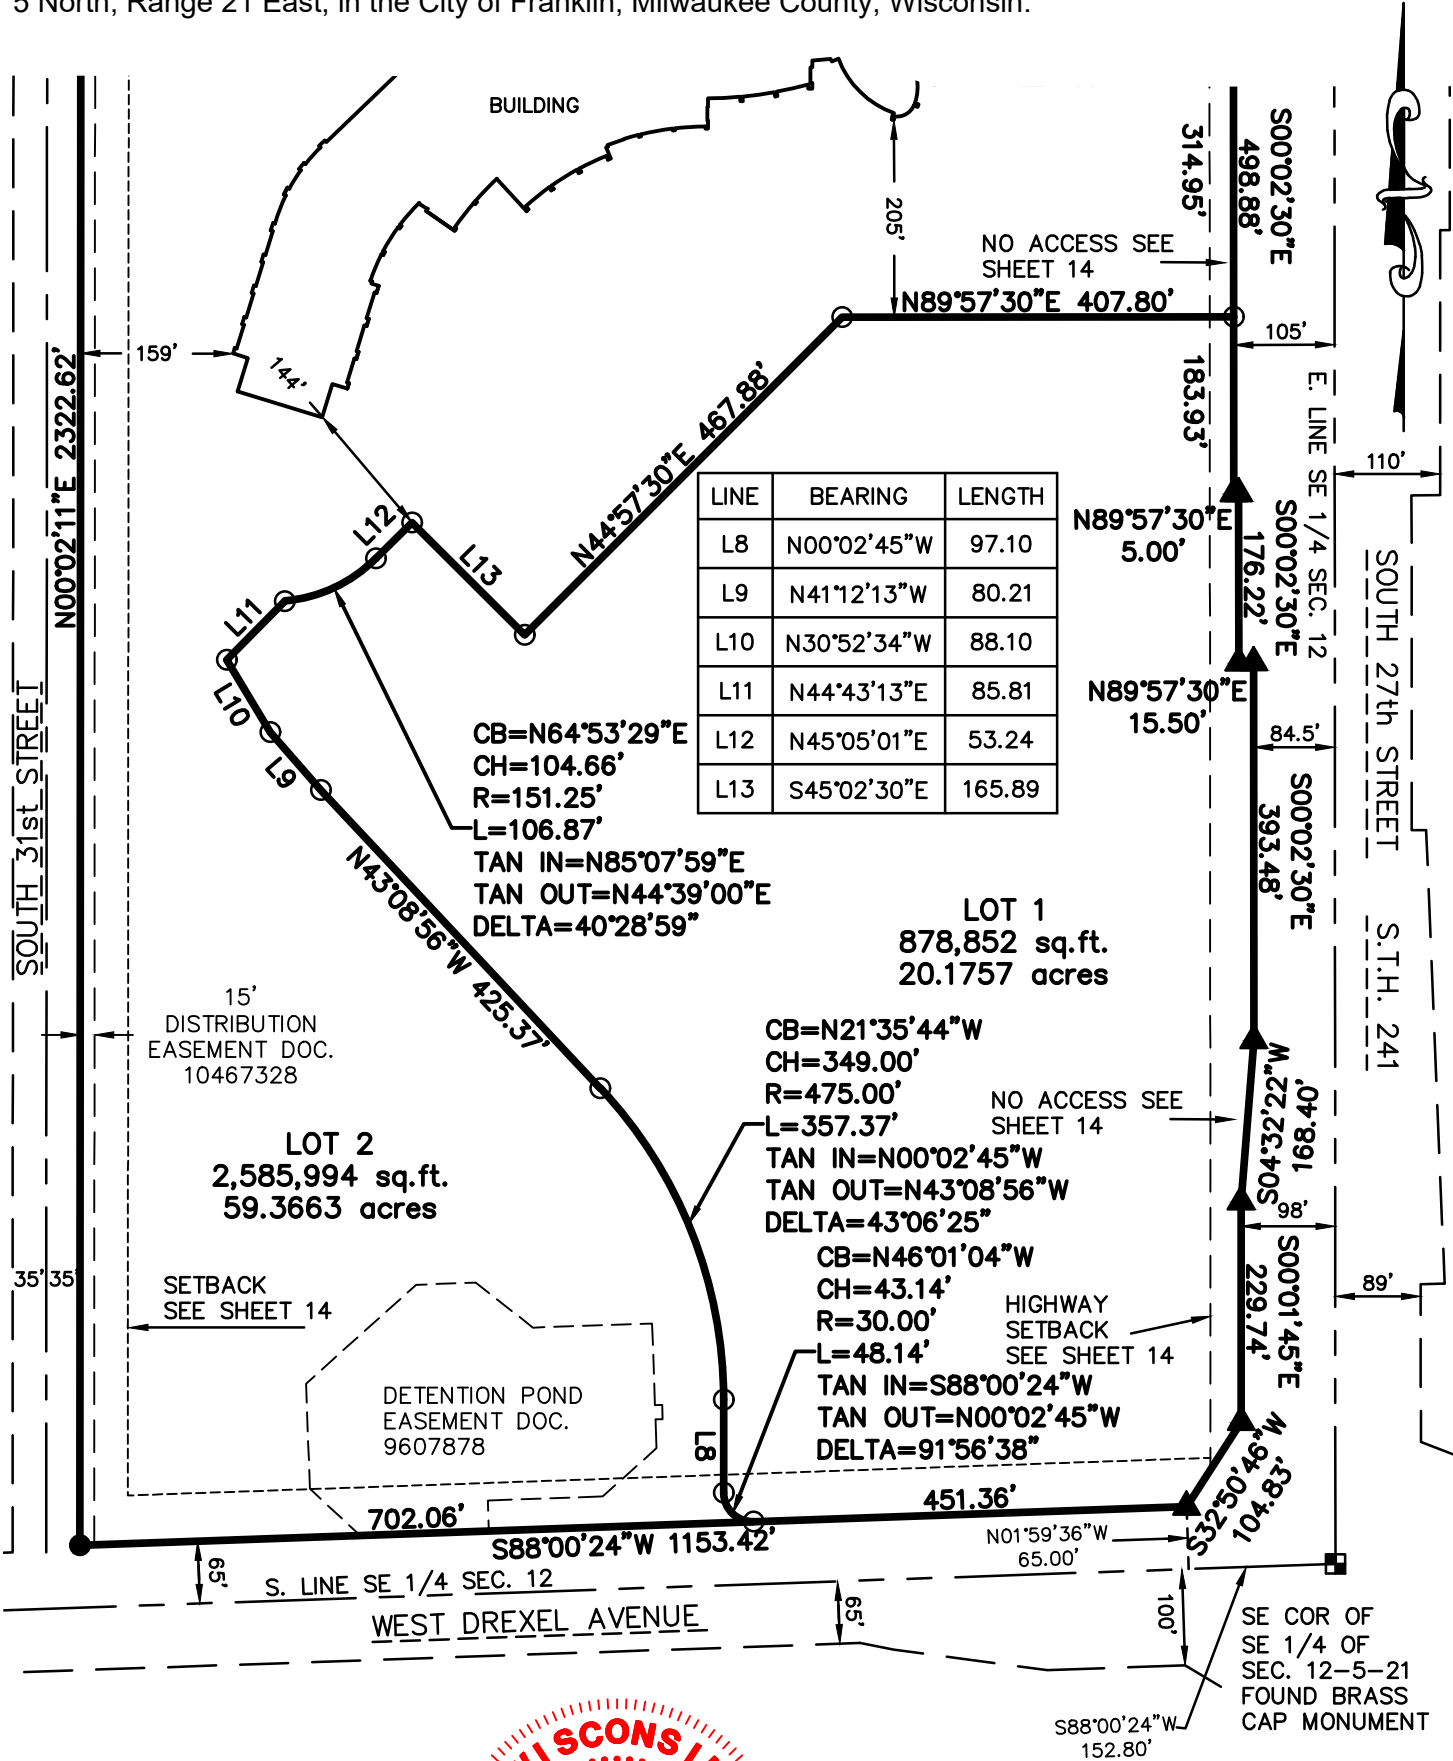 5 North, Range 21 East, in the City of Franklin, Milwaukee County, Wisconsin.
BUILDING
205'
314.95'
S00°02'30"E
498.88'
NO ACCESS SEE
SHEET 14
N89°57'30"E 407.80'
105'
159'
144'
N00°02'11"E 2322.62'
N44°57'30"E 467.88'
183.93'
E. LINE SE 1/4 SEC. 12
110'
LINE BEARING LENGTH
L8 N00°02'45"W 97.10
L9 N41°12'13"W 80.21
L10 N30°52'34"W 88.10
L11 N44°43'13"E 85.81
L12 N45°05'01"E 53.24
L13 S45°02'30"E 165.89
N89°57'30"E
5.00'
S00°02'30"E
176.22'
L12
L13
L11
L10
L9
N89°57'30"E
15.50'
84.5'
SOUTH 27th STREET S.T.H. 241
SOUTH 31st STREET
CB=N64°53'29"E
CH=104.66'
R=151.25'
L=106.87'
TAN IN=N85°07'59"E
TAN OUT=N44°39'00"E
DELTA=40°28'59"
S00°02'30"E
393.48'
N43°08'56"W 425.37'
LOT 1
878,852 sq.ft.
20.1757 acres
15'
DISTRIBUTION
EASEMENT DOC.
10467328
CB=N21°35'44"W
CH=349.00'
R=475.00'
L=357.37'
TAN IN=N00°02'45"W
TAN OUT=N43°08'56"W
DELTA=43°06'25"
NO ACCESS SEE
SHEET 14
S04°32'22"W
168.40'
LOT 2
2,585,994 sq.ft.
59.3663 acres
98'
35' 35'
SETBACK
SEE SHEET 14
CB=N46°01'04"W
CH=43.14'
R=30.00'
L=48.14'
TAN IN=S88°00'24"W
TAN OUT=N00°02'45"W
DELTA=91°56'38"
HIGHWAY
SETBACK
SEE SHEET 14
S00°01'45"E
229.74'
89'
DETENTION POND
EASEMENT DOC.
9607878
L8
S32°50'46"W
104.83'
702.06'
451.36'
S88°00'24"W 1153.42'
N01°59'36"W
65.00'
65'
S. LINE SE 1/4 SEC. 12
WEST DREXEL AVENUE
65'
100'
SE COR OF
SE 1/4 OF
SEC. 12-5-21
FOUND BRASS
CAP MONUMENT
S88°00'24"W
152.80'